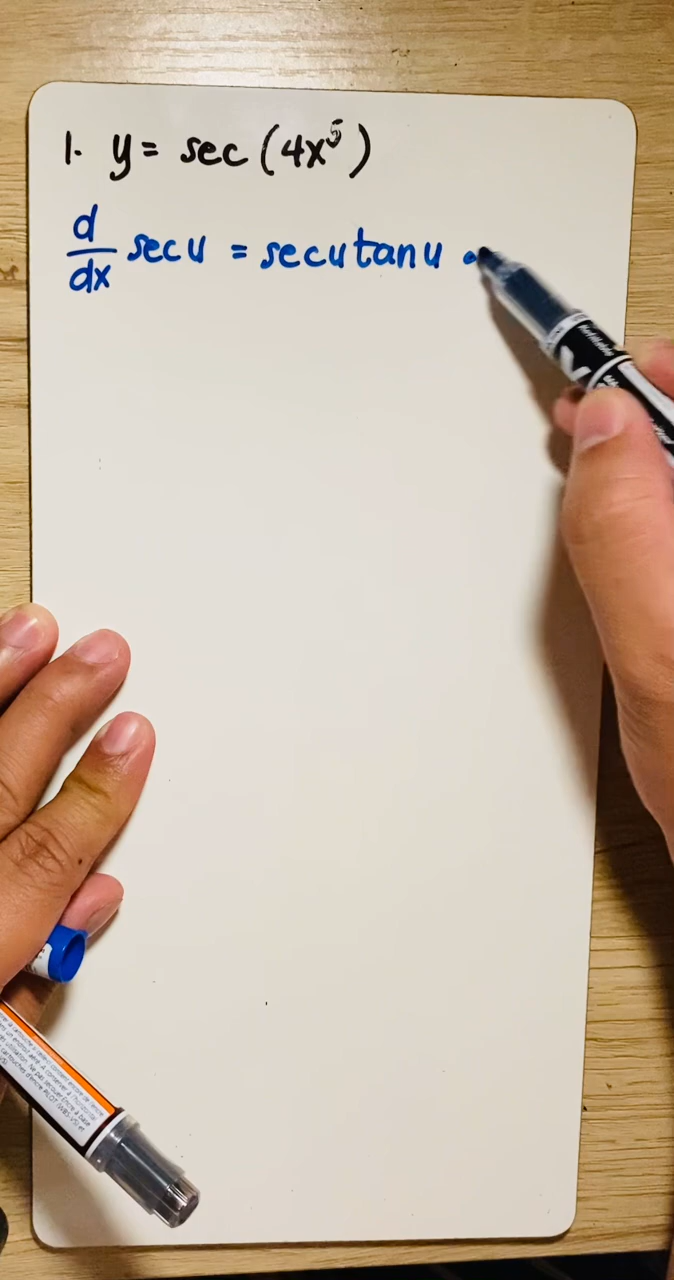 1. y = sec (4x⁵)
d/dx sec u = sec u tan u ·